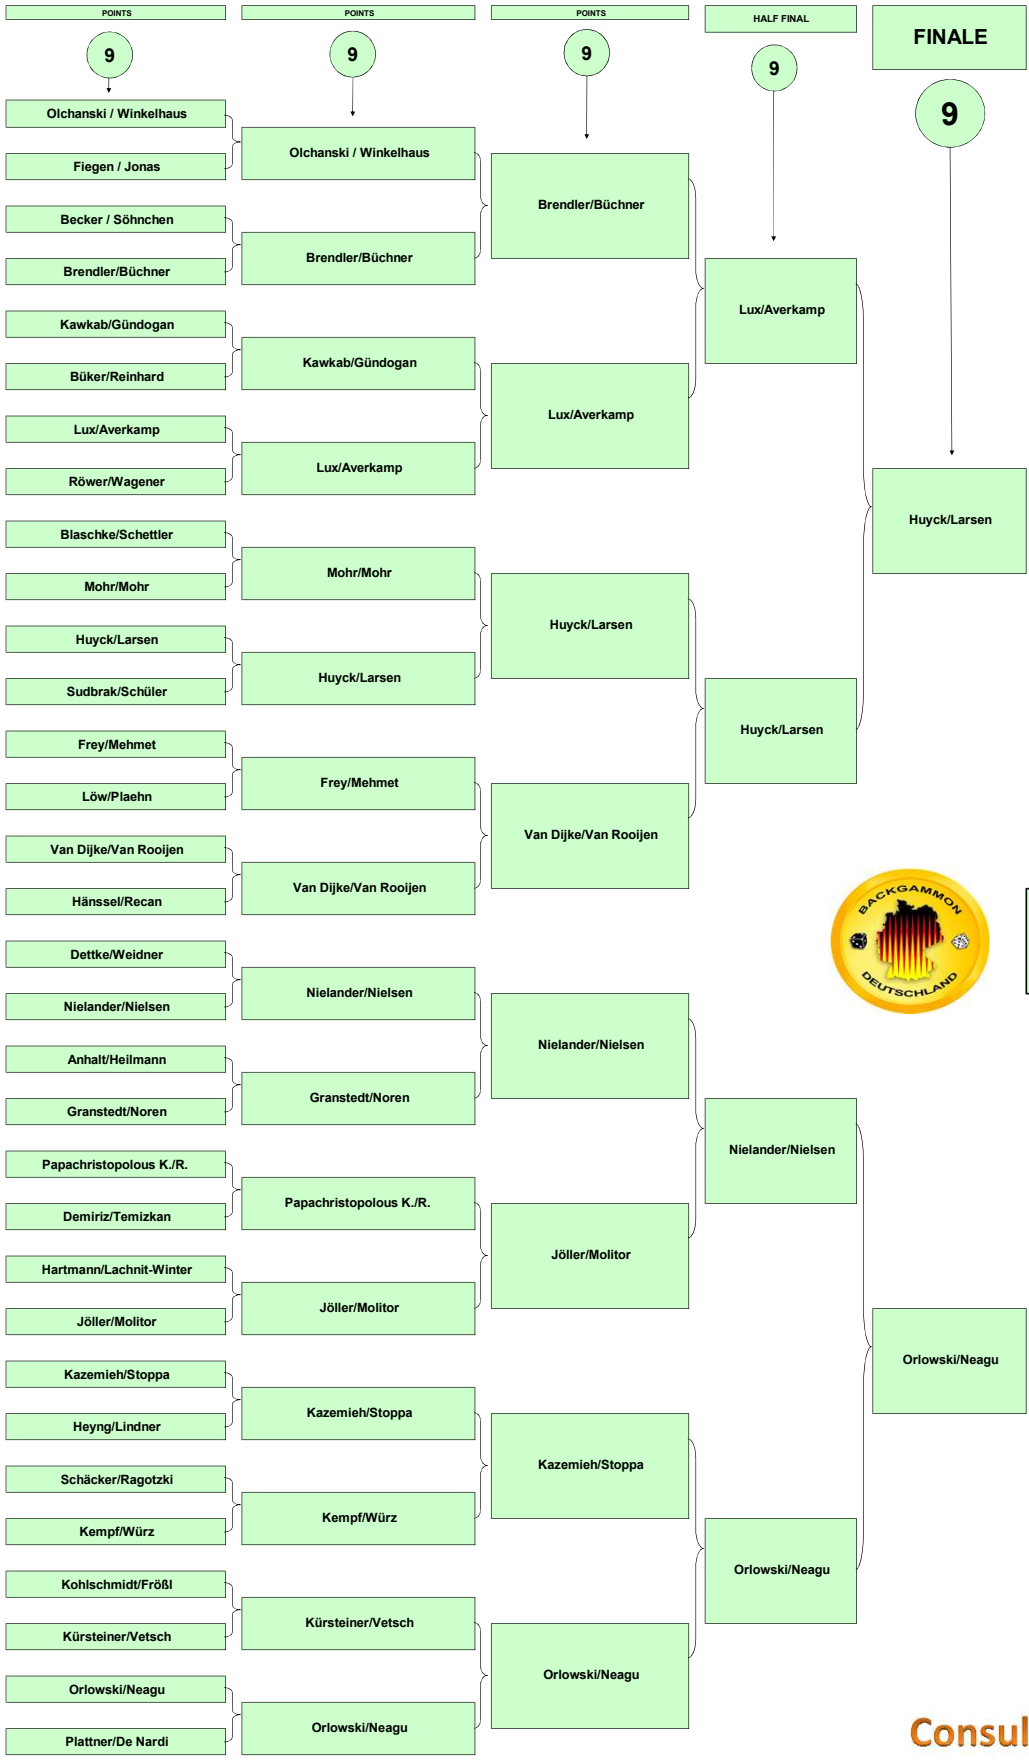 POINTS
POINTS
POINTS
HALF FINAL
FINALE
9
9
9
9
9
Olchanski / Winkelhaus
Fiegen / Jonas
Becker / Söhnchen
Brendler/Büchner
Kawkab/Gündogan
Büker/Reinhard
Lux/Averkamp
Röwer/Wagener
Blaschke/Schettler
Mohr/Mohr
Huyck/Larsen
Sudbrak/Schüler
Frey/Mehmet
Löw/Plaehn
Van Dijke/Van Rooijen
Hänssel/Recan
Dettke/Weidner
Nielander/Nielsen
Anhalt/Heilmann
Granstedt/Noren
Papachristopolous K./R.
Demiriz/Temizkan
Hartmann/Lachnit-Winter
Jöller/Molitor
Kazemieh/Stoppa
Heyng/Lindner
Schäcker/Ragotzki
Kempf/Würz
Kohlschmidt/Frößl
Kürsteiner/Vetsch
Orlowski/Neagu
Plattner/De Nardi
Olchanski / Winkelhaus
Brendler/Büchner
Kawkab/Gündogan
Lux/Averkamp
Mohr/Mohr
Huyck/Larsen
Frey/Mehmet
Van Dijke/Van Rooijen
Nielander/Nielsen
Granstedt/Noren
Papachristopolous K./R.
Jöller/Molitor
Kazemieh/Stoppa
Kempf/Würz
Kürsteiner/Vetsch
Orlowski/Neagu
Brendler/Büchner
Lux/Averkamp
Huyck/Larsen
Van Dijke/Van Rooijen
Nielander/Nielsen
Jöller/Molitor
Kazemieh/Stoppa
Orlowski/Neagu
Lux/Averkamp
Huyck/Larsen
Nielander/Nielsen
Orlowski/Neagu
Huyck/Larsen
Orlowski/Neagu
BACKGAMMON
DEUTSCHLAND
Consul